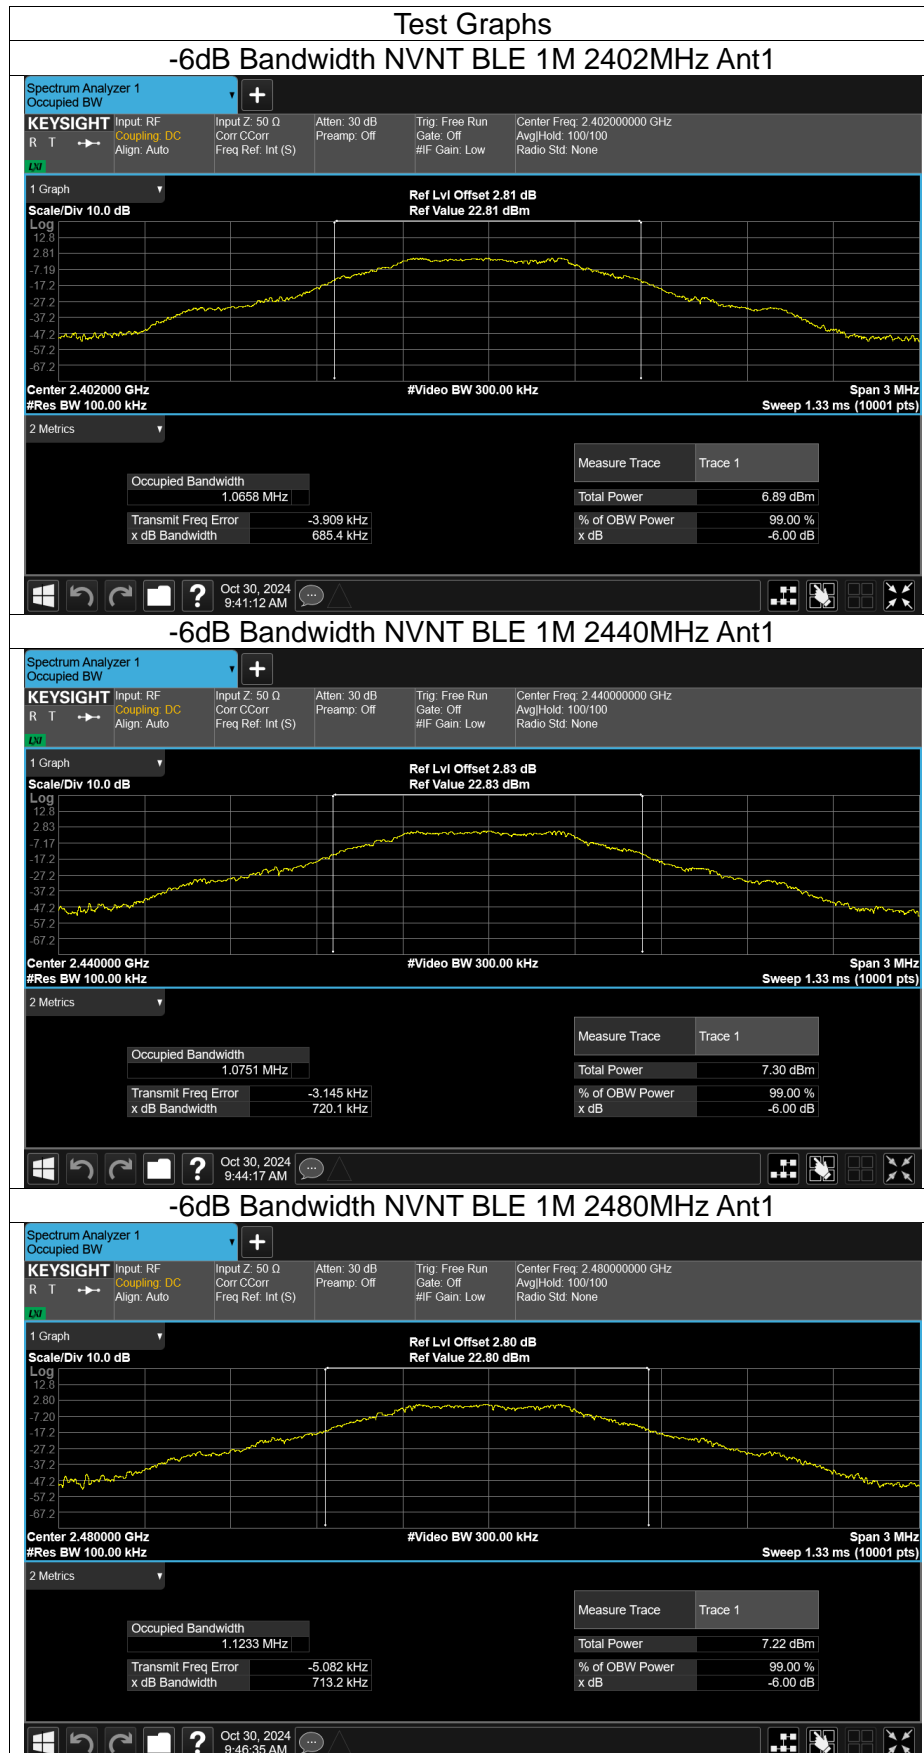 Test Graphs
-6dB Bandwidth NVNT BLE 1M 2402MHz Ant1
Spectrum Analyzer 1
Occupied BW
KEYSIGHT Input: RF Input Z: 50 Ω Atten: 30 dB Trig: Free Run Center Freq: 2.402000000 GHz
R T Coupling: DC Corr CCorr Preamp: Off Gate: Off Avg|Hold: 100/100
Align: Auto Freq Ref: Int (S) #IF Gain: Low Radio Std: None
LXI
1 Graph
Ref Lvl Offset 2.81 dB
Scale/Div 10.0 dB Ref Value 22.81 dBm
Log
12.8
2.81
-7.19
-17.2
-27.2
-37.2
-47.2
-57.2
-67.2
Center 2.402000 GHz #Video BW 300.00 kHz Span 3 MHz
#Res BW 100.00 kHz Sweep 1.33 ms (10001 pts)
2 Metrics
Measure Trace Trace 1
Occupied Bandwidth
1.0658 MHz Total Power 6.89 dBm
Transmit Freq Error -3.909 kHz % of OBW Power 99.00 %
x dB Bandwidth 685.4 kHz x dB -6.00 dB
Oct 30, 2024
9:41:12 AM
-6dB Bandwidth NVNT BLE 1M 2440MHz Ant1
Spectrum Analyzer 1
Occupied BW
KEYSIGHT Input: RF Input Z: 50 Ω Atten: 30 dB Trig: Free Run Center Freq: 2.440000000 GHz
R T Coupling: DC Corr CCorr Preamp: Off Gate: Off Avg|Hold: 100/100
Align: Auto Freq Ref: Int (S) #IF Gain: Low Radio Std: None
LXI
1 Graph
Ref Lvl Offset 2.83 dB
Scale/Div 10.0 dB Ref Value 22.83 dBm
Log
12.8
2.83
-7.17
-17.2
-27.2
-37.2
-47.2
-57.2
-67.2
Center 2.440000 GHz #Video BW 300.00 kHz Span 3 MHz
#Res BW 100.00 kHz Sweep 1.33 ms (10001 pts)
2 Metrics
Measure Trace Trace 1
Occupied Bandwidth
1.0751 MHz Total Power 7.30 dBm
Transmit Freq Error -3.145 kHz % of OBW Power 99.00 %
x dB Bandwidth 720.1 kHz x dB -6.00 dB
Oct 30, 2024
9:44:17 AM
-6dB Bandwidth NVNT BLE 1M 2480MHz Ant1
Spectrum Analyzer 1
Occupied BW
KEYSIGHT Input: RF Input Z: 50 Ω Atten: 30 dB Trig: Free Run Center Freq: 2.480000000 GHz
R T Coupling: DC Corr CCorr Preamp: Off Gate: Off Avg|Hold: 100/100
Align: Auto Freq Ref: Int (S) #IF Gain: Low Radio Std: None
LXI
1 Graph
Ref Lvl Offset 2.80 dB
Scale/Div 10.0 dB Ref Value 22.80 dBm
Log
12.8
2.80
-7.20
-17.2
-27.2
-37.2
-47.2
-57.2
-67.2
Center 2.480000 GHz #Video BW 300.00 kHz Span 3 MHz
#Res BW 100.00 kHz Sweep 1.33 ms (10001 pts)
2 Metrics
Measure Trace Trace 1
Occupied Bandwidth
1.1233 MHz Total Power 7.22 dBm
Transmit Freq Error -5.082 kHz % of OBW Power 99.00 %
x dB Bandwidth 713.2 kHz x dB -6.00 dB
Oct 30, 2024
9:46:35 AM